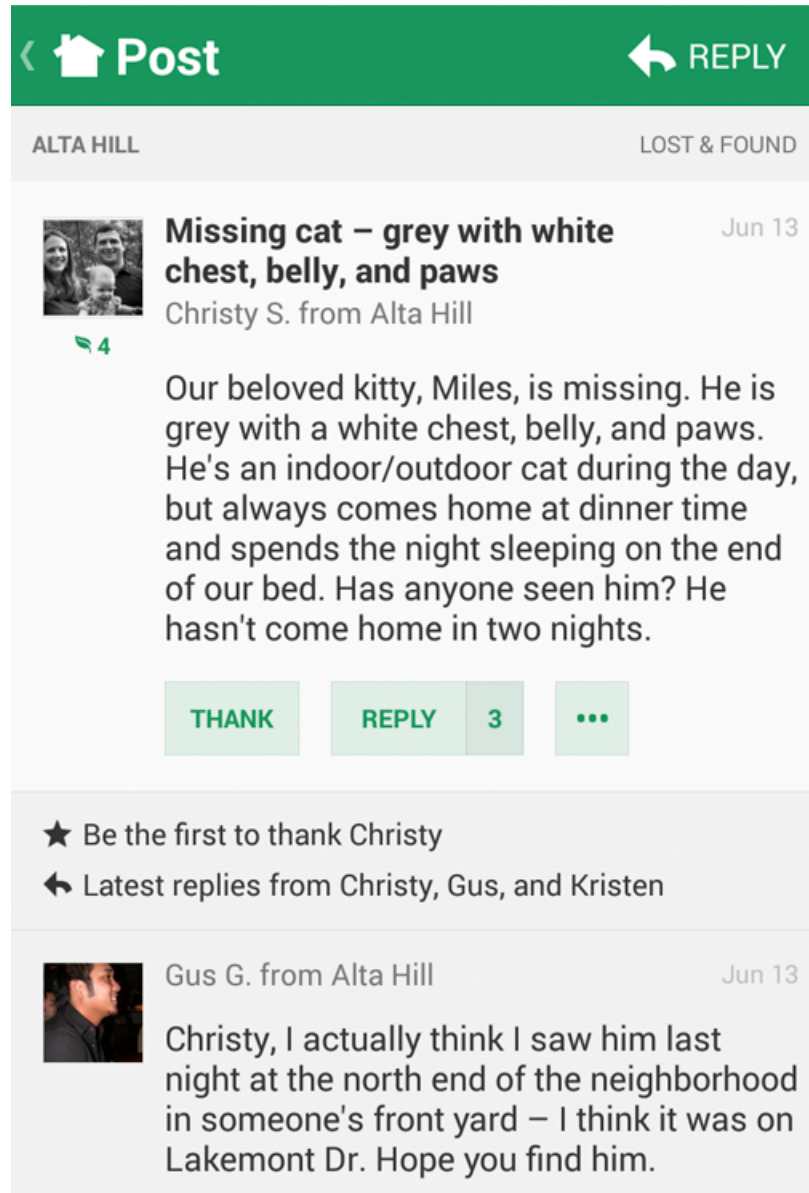 Post
REPLY
ALTA HILL
LOST & FOUND
Missing cat – grey with white
Jun 13
chest, belly, and paws
Christy S. from Alta Hill
4
Our beloved kitty, Miles, is missing. He is
grey with a white chest, belly, and paws.
He's an indoor/outdoor cat during the day,
but always comes home at dinner time
and spends the night sleeping on the end
of our bed. Has anyone seen him? He
hasn't come home in two nights.
THANK
REPLY
3
Be the first to thank Christy
Latest replies from Christy, Gus, and Kristen
Gus G. from Alta Hill
Jun 13
Christy, I actually think I saw him last
night at the north end of the neighborhood
in someone's front yard – I think it was on
Lakemont Dr. Hope you find him.